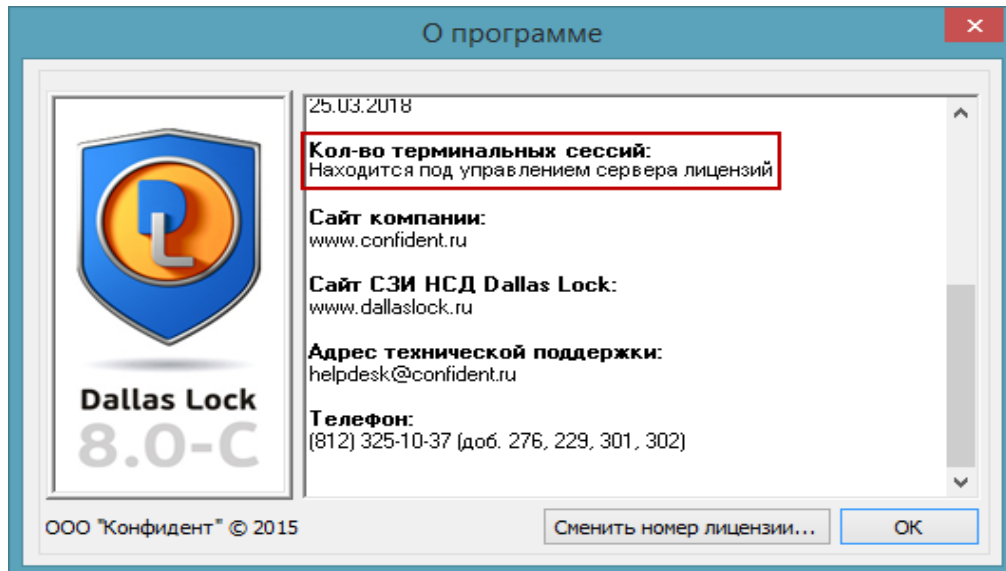 О программе
25.03.2018
Кол-во терминальных сессий:
Находится под управлением сервера лицензий
Сайт компании:
www.confident.ru
Сайт СЗИ НСД Dallas Lock:
www.dallaslock.ru
Адрес технической поддержки:
helpdesk@confident.ru
Телефон:
(812) 325-10-37 (доб. 276, 229, 301, 302)
DL
Dallas Lock
8.0-C
ООО "Конфидент" © 2015
Сменить номер лицензии...
ОК